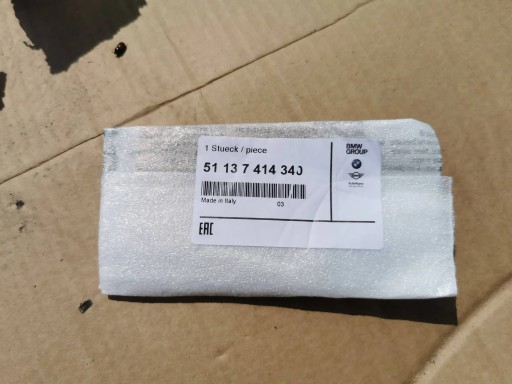 1 Stueck / piece
51 13 7 414 340
Made in Italy
03
EAC
BMW
GROUP